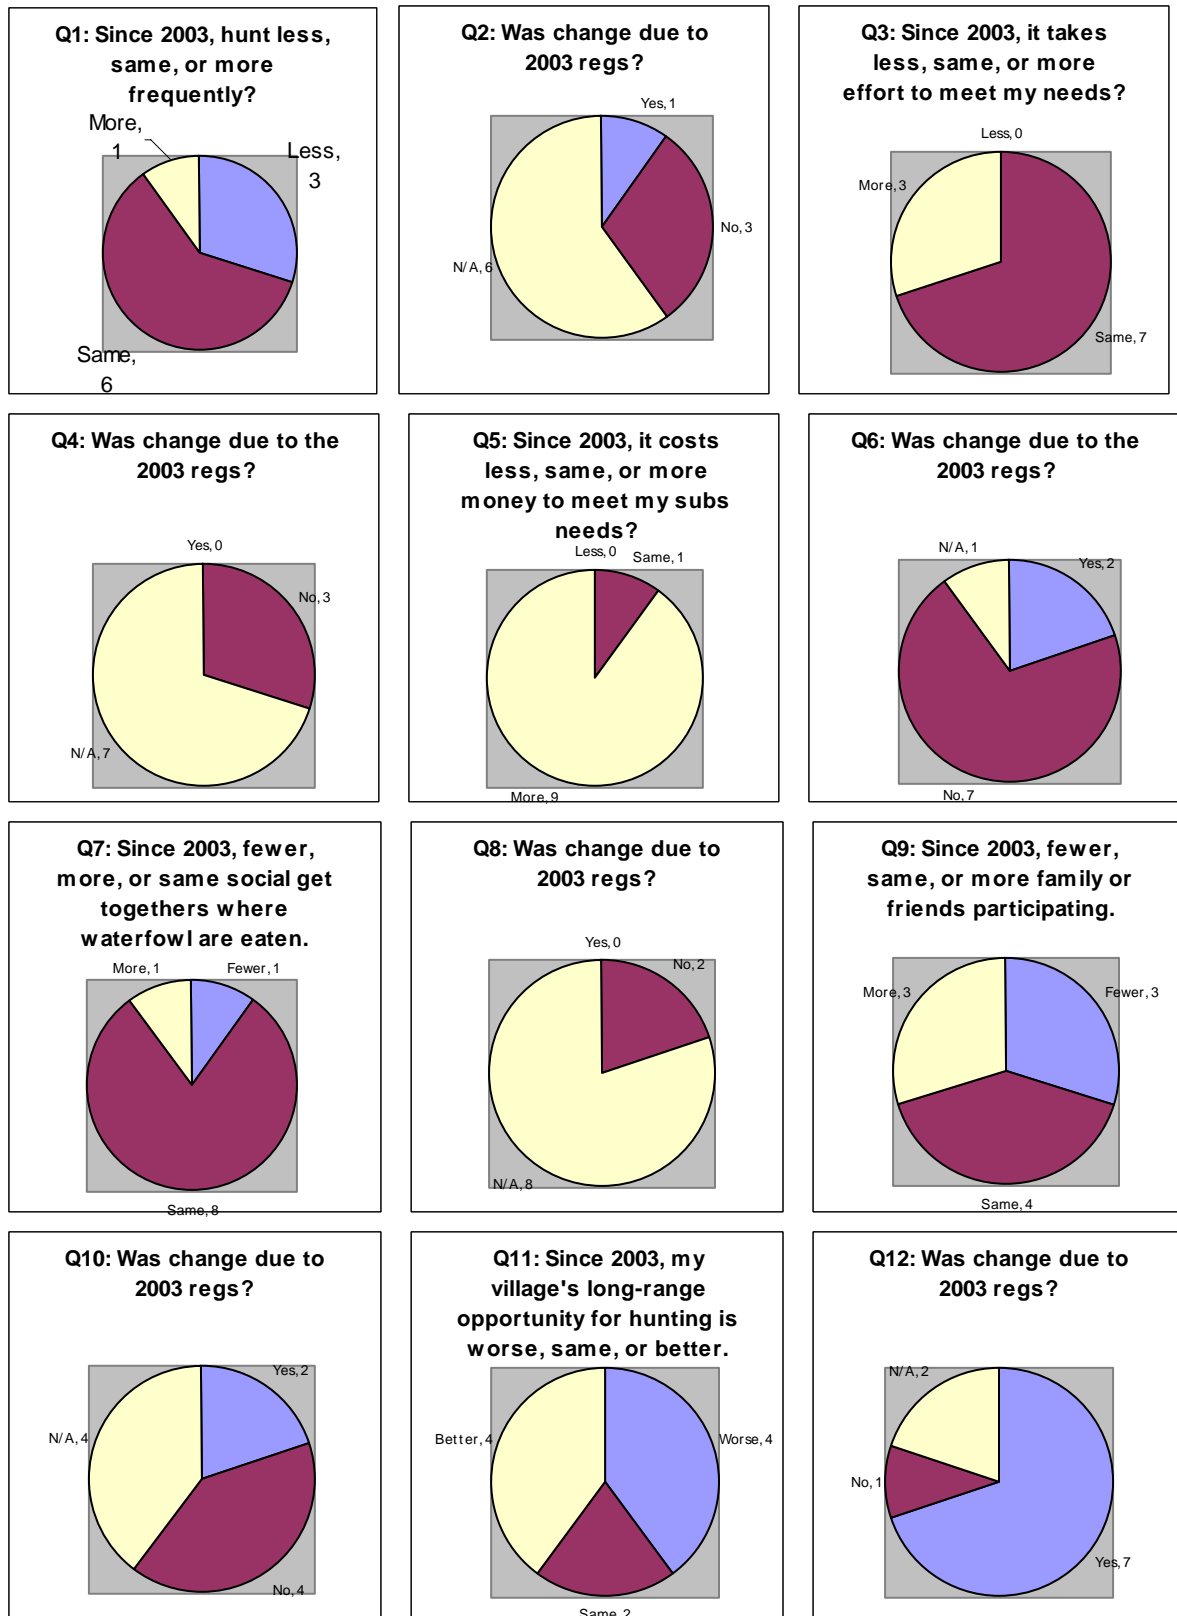 Q1: Since 2003, hunt less,
same, or more
frequently?
More,
1
Less,
3
Same,
6
Q2: Was change due to
2003 regs?
Yes, 1
No, 3
N/A, 6
Q3: Since 2003, it takes
less, same, or more
effort to meet my needs?
Less, 0
More, 3
Same, 7
Q4: Was change due to the
2003 regs?
Yes, 0
No, 3
N/A, 7
Q5: Since 2003, it costs
less, same, or more
money to meet my subs
needs?
Less, 0
Same, 1
More, 9
Q6: Was change due to the
2003 regs?
N/A, 1
Yes, 2
No, 7
Q7: Since 2003, fewer,
more, or same social get
togethers where
waterfowl are eaten.
More, 1
Fewer, 1
Same, 8
Q8: Was change due to
2003 regs?
Yes, 0
No, 2
N/A, 8
Q9: Since 2003, fewer,
same, or more family or
friends participating.
More, 3
Fewer, 3
Same, 4
Q10: Was change due to
2003 regs?
Yes, 2
N/A, 4
No, 4
Q11: Since 2003, my
village's long-range
opportunity for hunting is
worse, same, or better.
Better, 4
Worse, 4
Same, 2
Q12: Was change due to
2003 regs?
N/A, 2
No, 1
Yes, 7